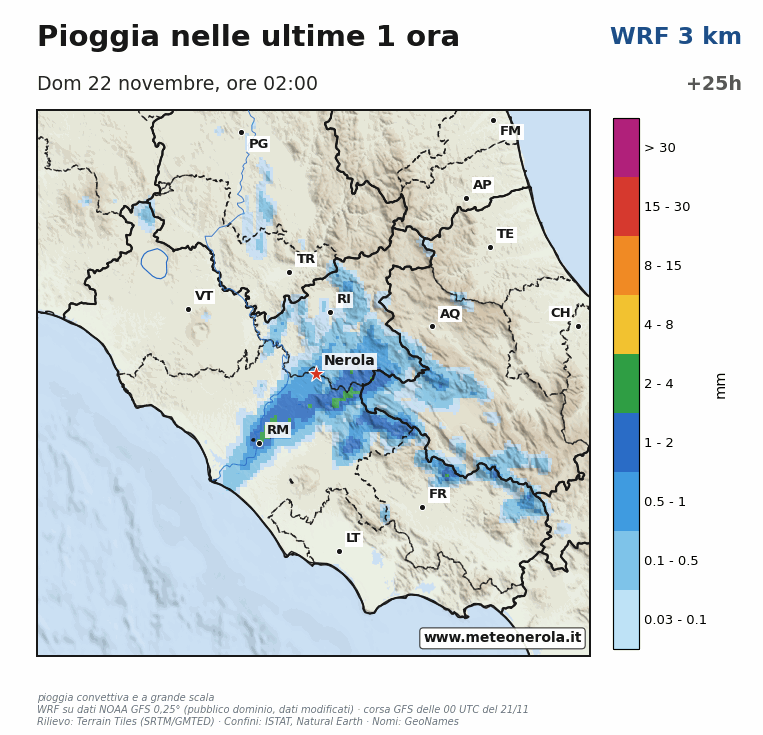 Pioggia nelle ultime 1 ora
WRF 3 km
Dom 22 novembre, ore 02:00
+25h
FM
PG
AP
TE
TR
RI
VT
AQ
CH
Nerola
RM
FR
LT
> 30
15 - 30
8 - 15
4 - 8
2 - 4
1 - 2
0.5 - 1
0.1 - 0.5
0.03 - 0.1
mm
www.meteonerola.it
pioggia convettiva e a grande scala
WRF su dati NOAA GFS 0,25° (pubblico dominio, dati modificati) · corsa GFS delle 00 UTC del 21/11
Rilievo: Terrain Tiles (SRTM/GMTED) · Confini: ISTAT, Natural Earth · Nomi: GeoNames